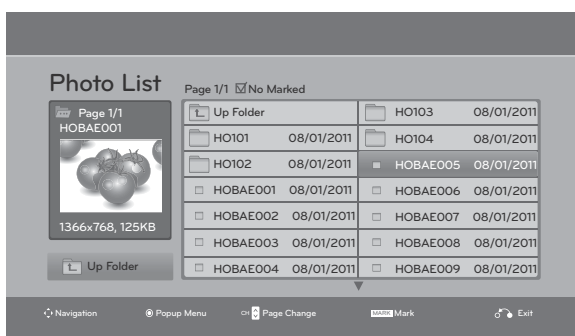 Photo List
Page 1/1 No Marked
Page 1/1
HOBAE001
1366x768, 125KB
Up Folder
Up Folder
HO101 08/01/2011
HO102 08/01/2011
HOBAE001 08/01/2011
HOBAE002 08/01/2011
HOBAE003 08/01/2011
HOBAE004 08/01/2011
HO103 08/01/2011
HO104 08/01/2011
HOBAE005 08/01/2011
HOBAE006 08/01/2011
HOBAE007 08/01/2011
HOBAE008 08/01/2011
HOBAE009 08/01/2011
Navigation Popup Menu CH Page Change MARK Mark Exit